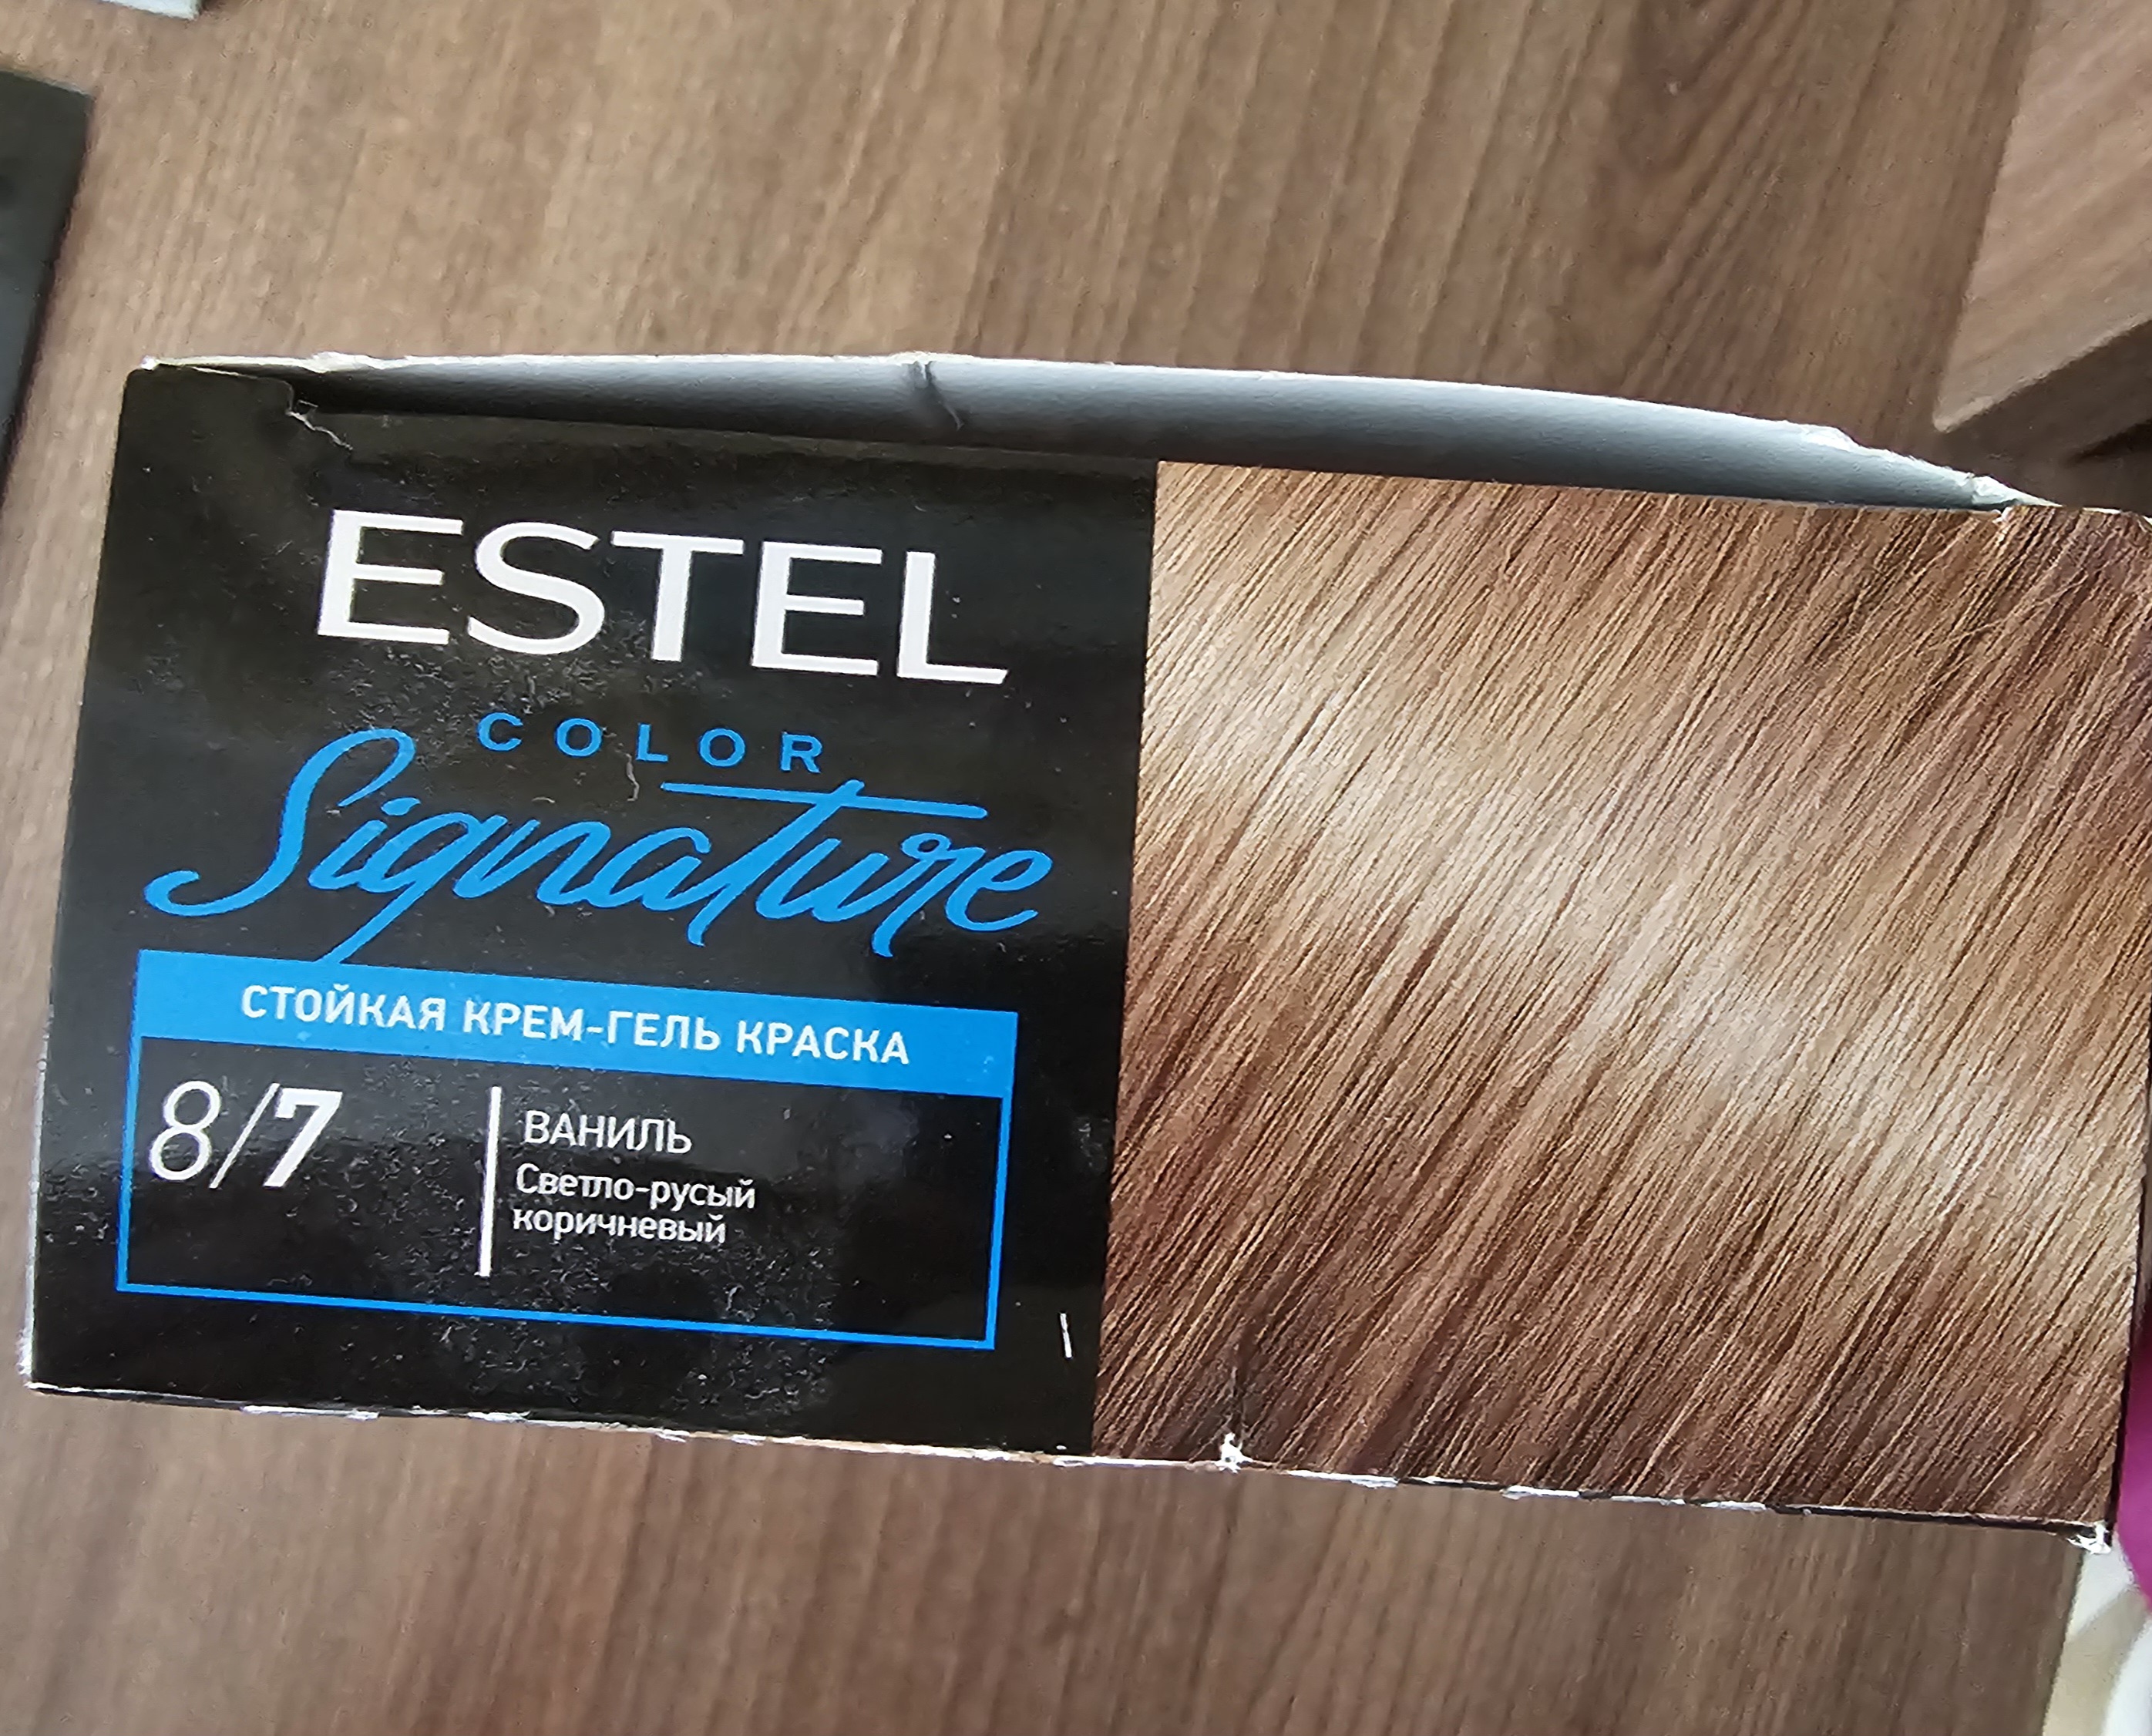 ESTEL
COLOR
Signature
СТОЙКАЯ КРЕМ-ГЕЛЬ КРАСКА
8/7
ВАНИЛЬ
Светло-русый
коричневый